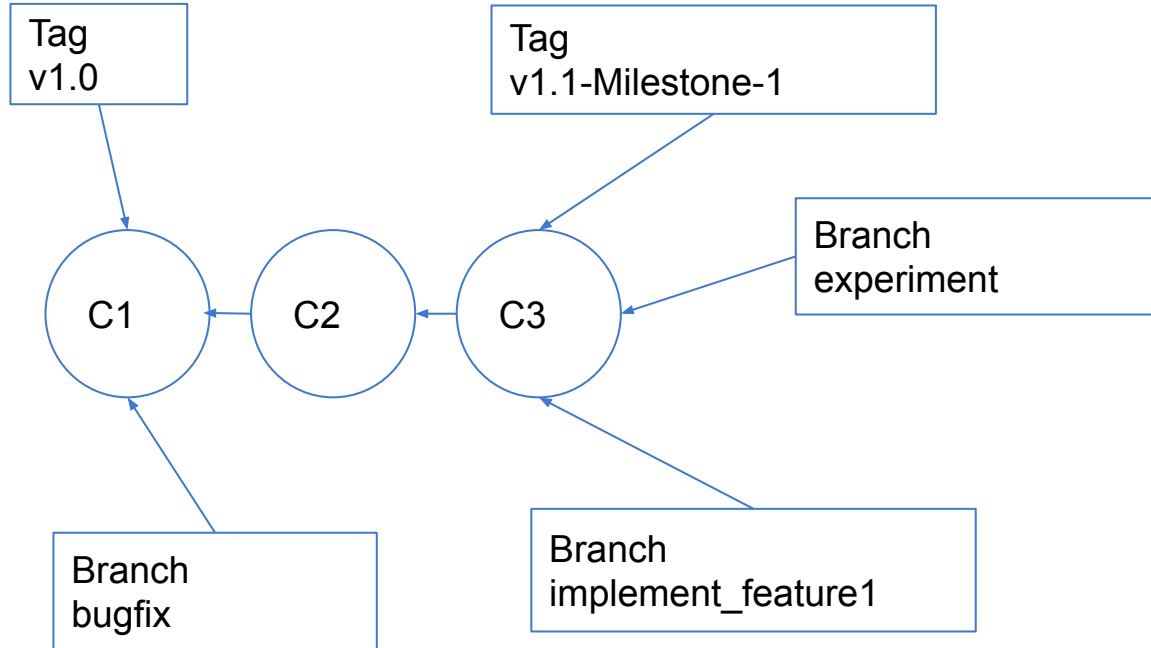 Tag
v1.0
Tag
v1.1-Milestone-1
Branch
experiment
C1
C2
C3
Branch
implement_feature1
Branch
bugfix